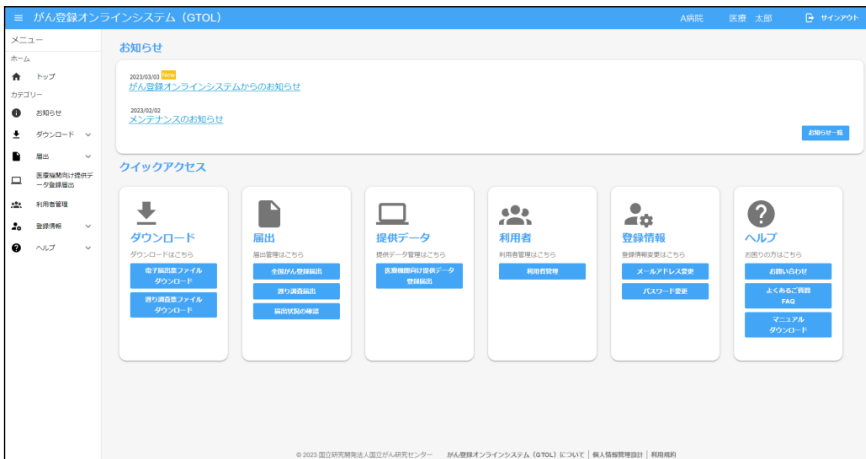 がん登録オンラインシステム（GTOL）
A病院
医療 太郎
サインアウト
メニュー
ホーム
トップ
カテゴリー
お知らせ
ダウンロード
届出
医療機関向け提供デ
ータ登録届出
利用者管理
登録情報
ヘルプ
お知らせ
2023/03/03 New
がん登録オンラインシステムからのお知らせ
2023/02/02
メンテナンスのお知らせ
お知らせ一覧
クイックアクセス
ダウンロード
ダウンロードはこちら
電子届出票ファイル
ダウンロード
遡り調査票ファイル
ダウンロード
届出
届出管理はこちら
全国がん登録届出
遡り調査届出
届出状況の確認
提供データ
提供データ管理はこちら
医療機関向け提供データ
登録届出
利用者
利用者管理はこちら
利用者管理
登録情報
登録情報変更はこちら
メールアドレス変更
パスワード変更
ヘルプ
お困りの方はこちら
お問い合わせ
よくあるご質問
FAQ
マニュアル
ダウンロード
© 2023 国立研究開発法人国立がん研究センター がん登録オンラインシステム（GTOL）について | 個人情報管理設計 | 利用規約